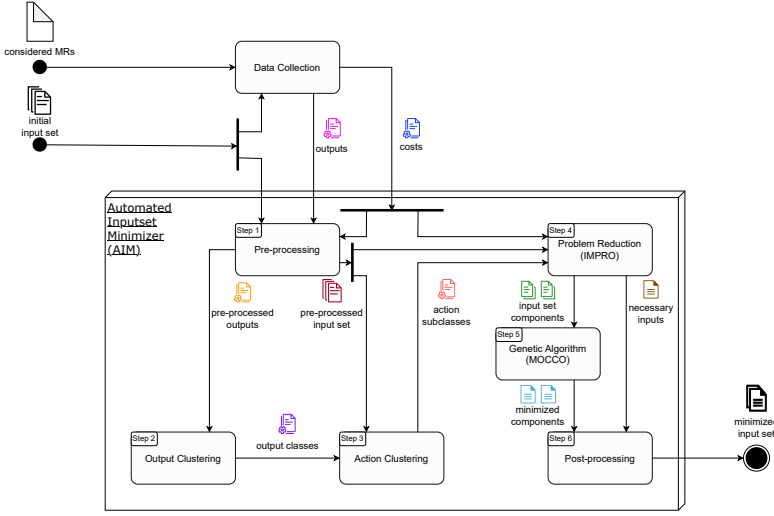 considered MRs
initial
input set
Data Collection
outputs
costs
Automated
Inputset
Minimizer
(AIM)
Step 1
Pre-processing
Step 4
Problem Reduction
(IMPRO)
pre-processed
outputs
pre-processed
input set
action
subclasses
input set
components
necessary
inputs
Step 5
Genetic Algorithm
(MOCCO)
minimized
components
minimized
input set
Step 2
Output Clustering
output classes
Step 3
Action Clustering
Step 6
Post-processing